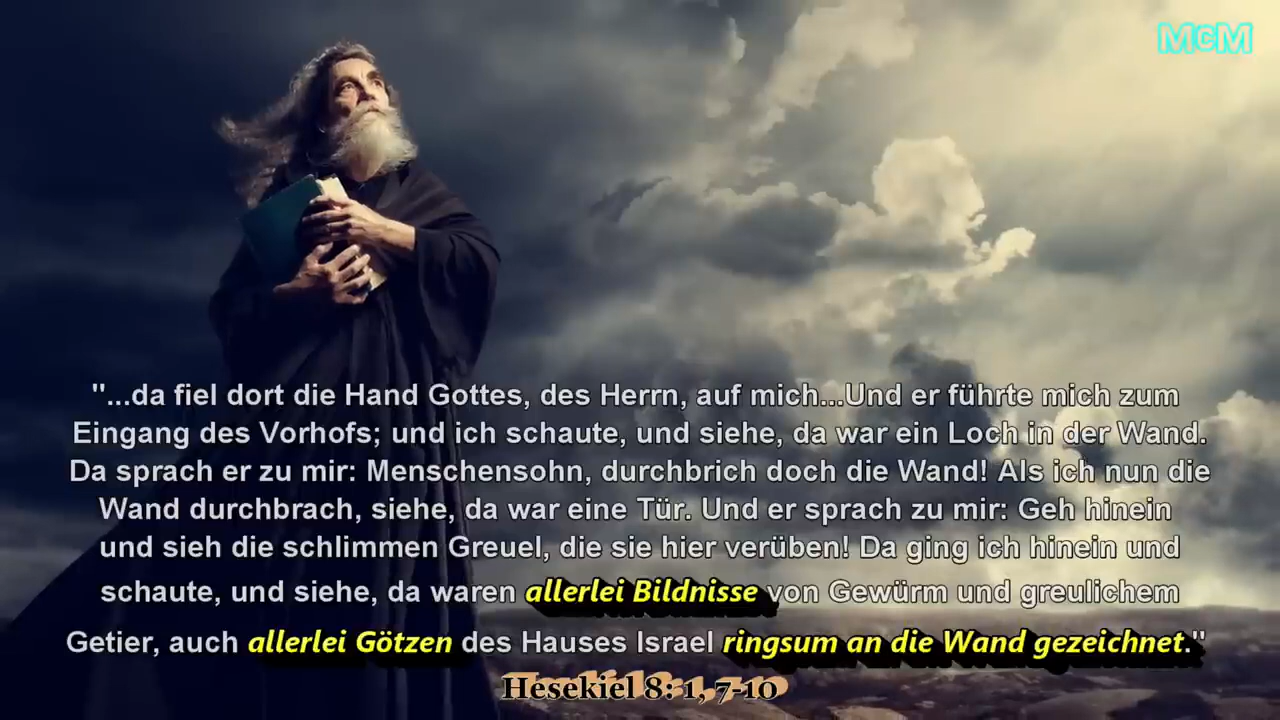 McM
"...da fiel dort die Hand Gottes, des Herrn, auf mich...Und er führte mich zum
Eingang des Vorhofs; und ich schaute, und siehe, da war ein Loch in der Wand.
Da sprach er zu mir: Menschensohn, durchbrich doch die Wand! Als ich nun die
Wand durchbrach, siehe, da war eine Tür. Und er sprach zu mir: Geh hinein
und sieh die schlimmen Greuel, die sie hier verüben! Da ging ich hinein und
schaute, und siehe, da waren allerlei Bildnisse von Gewürm und greulichem
Getier, auch allerlei Götzen des Hauses Israel ringsum an die Wand gezeichnet."
Hesekiel 8: 1, 7-10